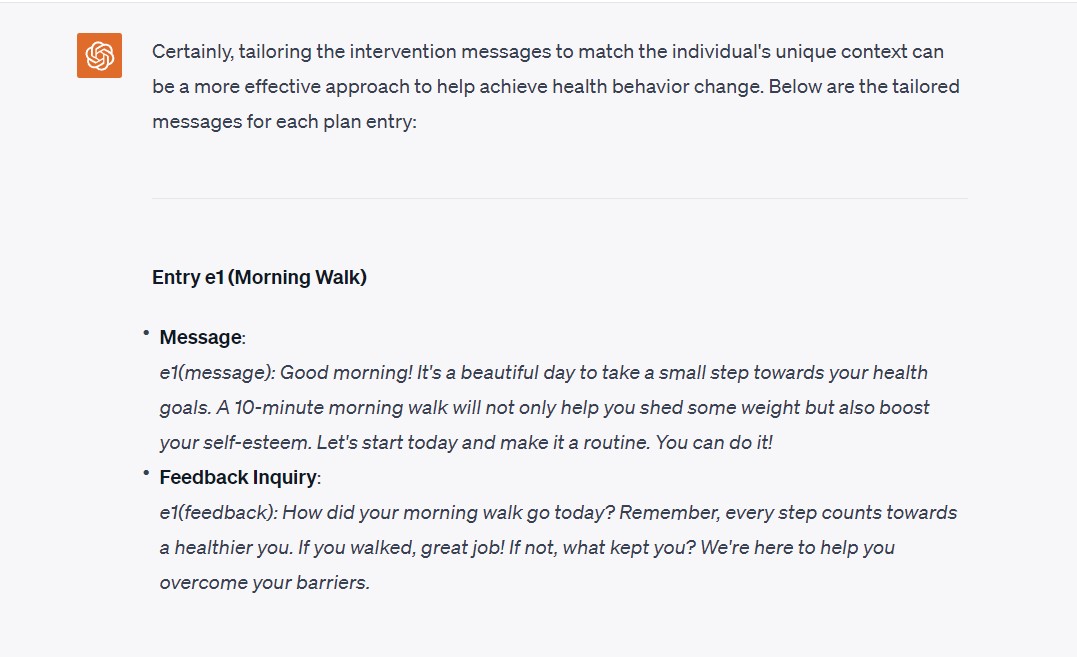 Certainly, tailoring the intervention messages to match the individual's unique context can
be a more effective approach to help achieve health behavior change. Below are the tailored
messages for each plan entry:
Entry e1 (Morning Walk)
• Message:
e1(message): Good morning! It's a beautiful day to take a small step towards your health
goals. A 10-minute morning walk will not only help you shed some weight but also boost
your self-esteem. Let's start today and make it a routine. You can do it!
• Feedback Inquiry:
e1(feedback): How did your morning walk go today? Remember, every step counts towards
a healthier you. If you walked, great job! If not, what kept you? We're here to help you
overcome your barriers.